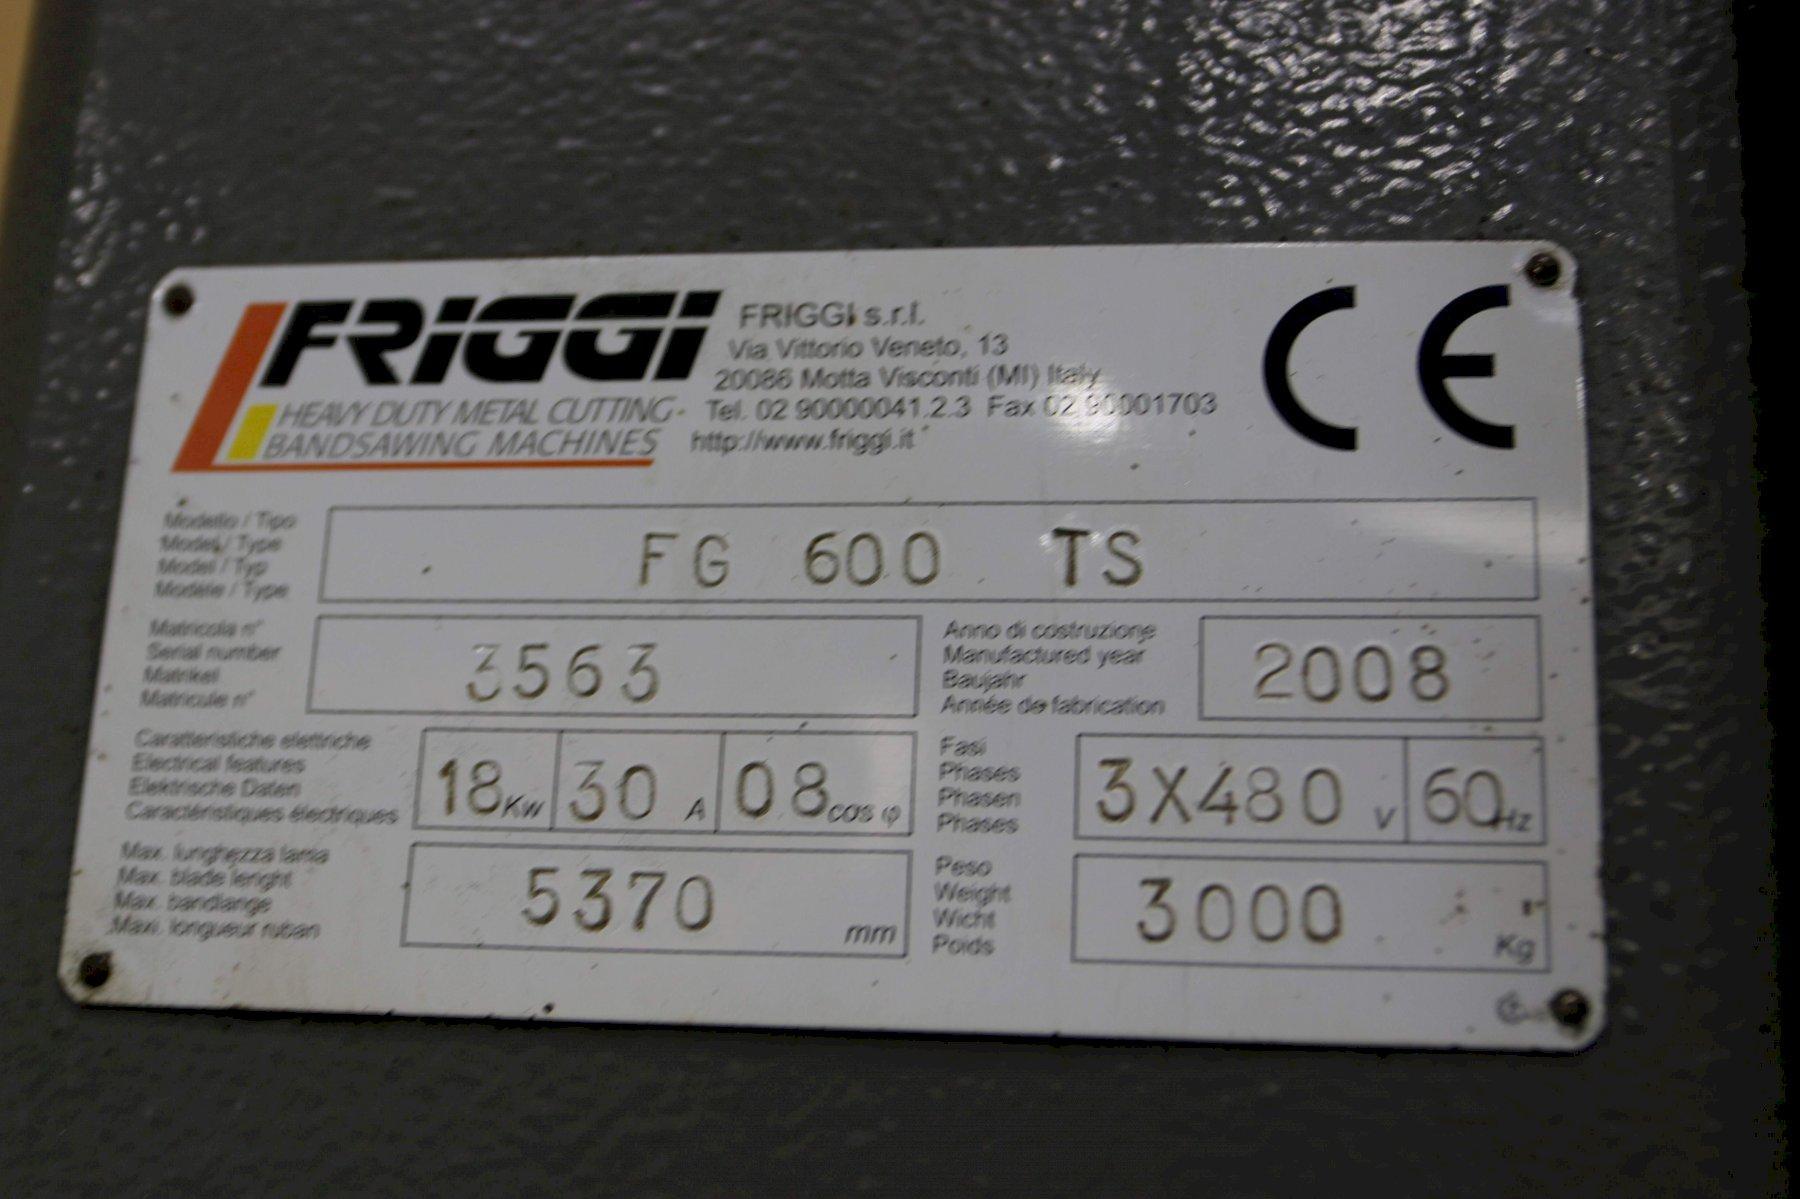 FRIGGI
HEAVY DUTY METAL CUTTING
BANDSAWING MACHINES
FRIGGI s.r.l.
Via Vittorio Veneto, 13
20086 Motta Visconti (MI) Italy
Tel. 02 90000041.2.3 Fax 02 90001703
http://www.friggi.it
CE
Modello / Tipo
Model / Type
Model / Typ
Modèle / Type
FG 600 TS
Matricola n°
Serial number
Matrikel
Matricule n°
3563
Anno di costruzione
Manufactured year
Baujahr
Année de fabrication
2008
Caratteristiche elettriche
Electrical features
Elektrische Daten
Caractéristiques électriques
18 Kw 30 A 08 cos φ
Fasi
Phases
Phasen
Phases
3X480 V 60 Hz
Max. lunghezza lama
Max. blade lenght
Max. bandlange
Maxi. longueur ruban
5370 mm
Peso
Weight
Wicht
Poids
3000 Kg